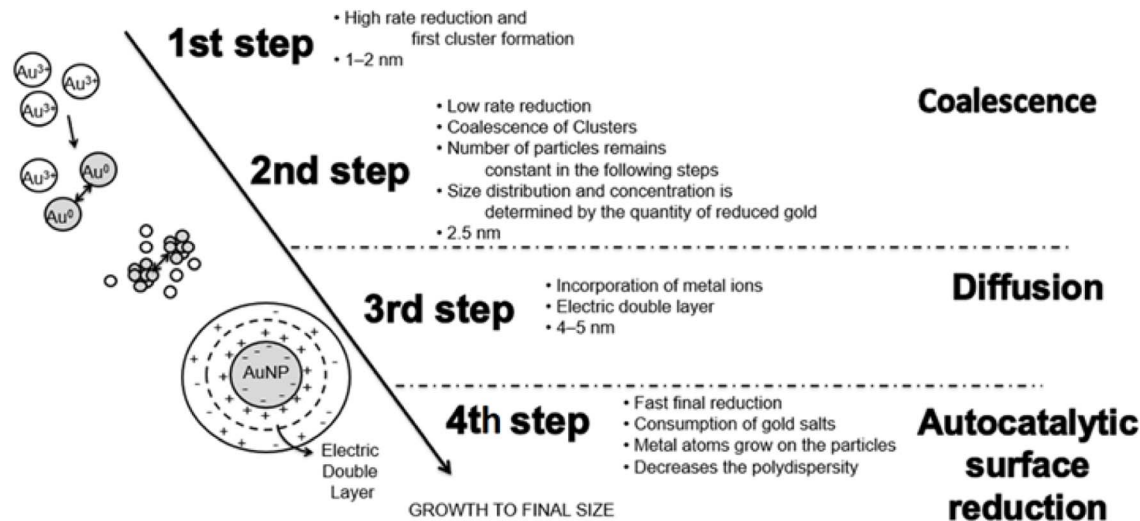 1st step
• High rate reduction and
first cluster formation
• 1–2 nm
Au³⁺
Au³⁺
Au³⁺
Au³⁺
Au⁰
Au⁰
Coalescence
2nd step
• Low rate reduction
• Coalescence of Clusters
• Number of particles remains
constant in the following steps
• Size distribution and concentration is
determined by the quantity of reduced gold
• 2.5 nm
3rd step
• Incorporation of metal ions
• Electric double layer
• 4–5 nm
Diffusion
AuNP
Electric
Double
Layer
4th step
• Fast final reduction
• Consumption of gold salts
• Metal atoms grow on the particles
• Decreases the polydispersity
Autocatalytic
surface
reduction
GROWTH TO FINAL SIZE